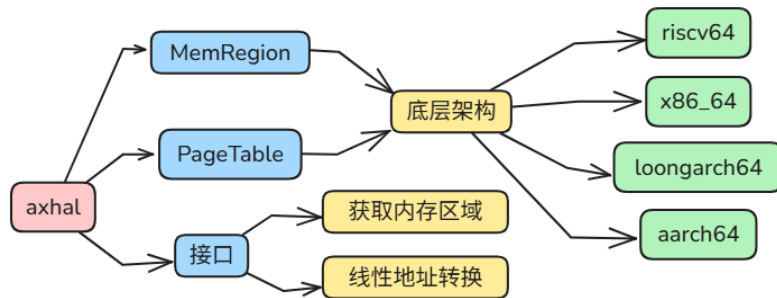 axhal
MemRegion
PageTable
接口
底层架构
获取内存区域
线性地址转换
riscv64
x86_64
loongarch64
aarch64